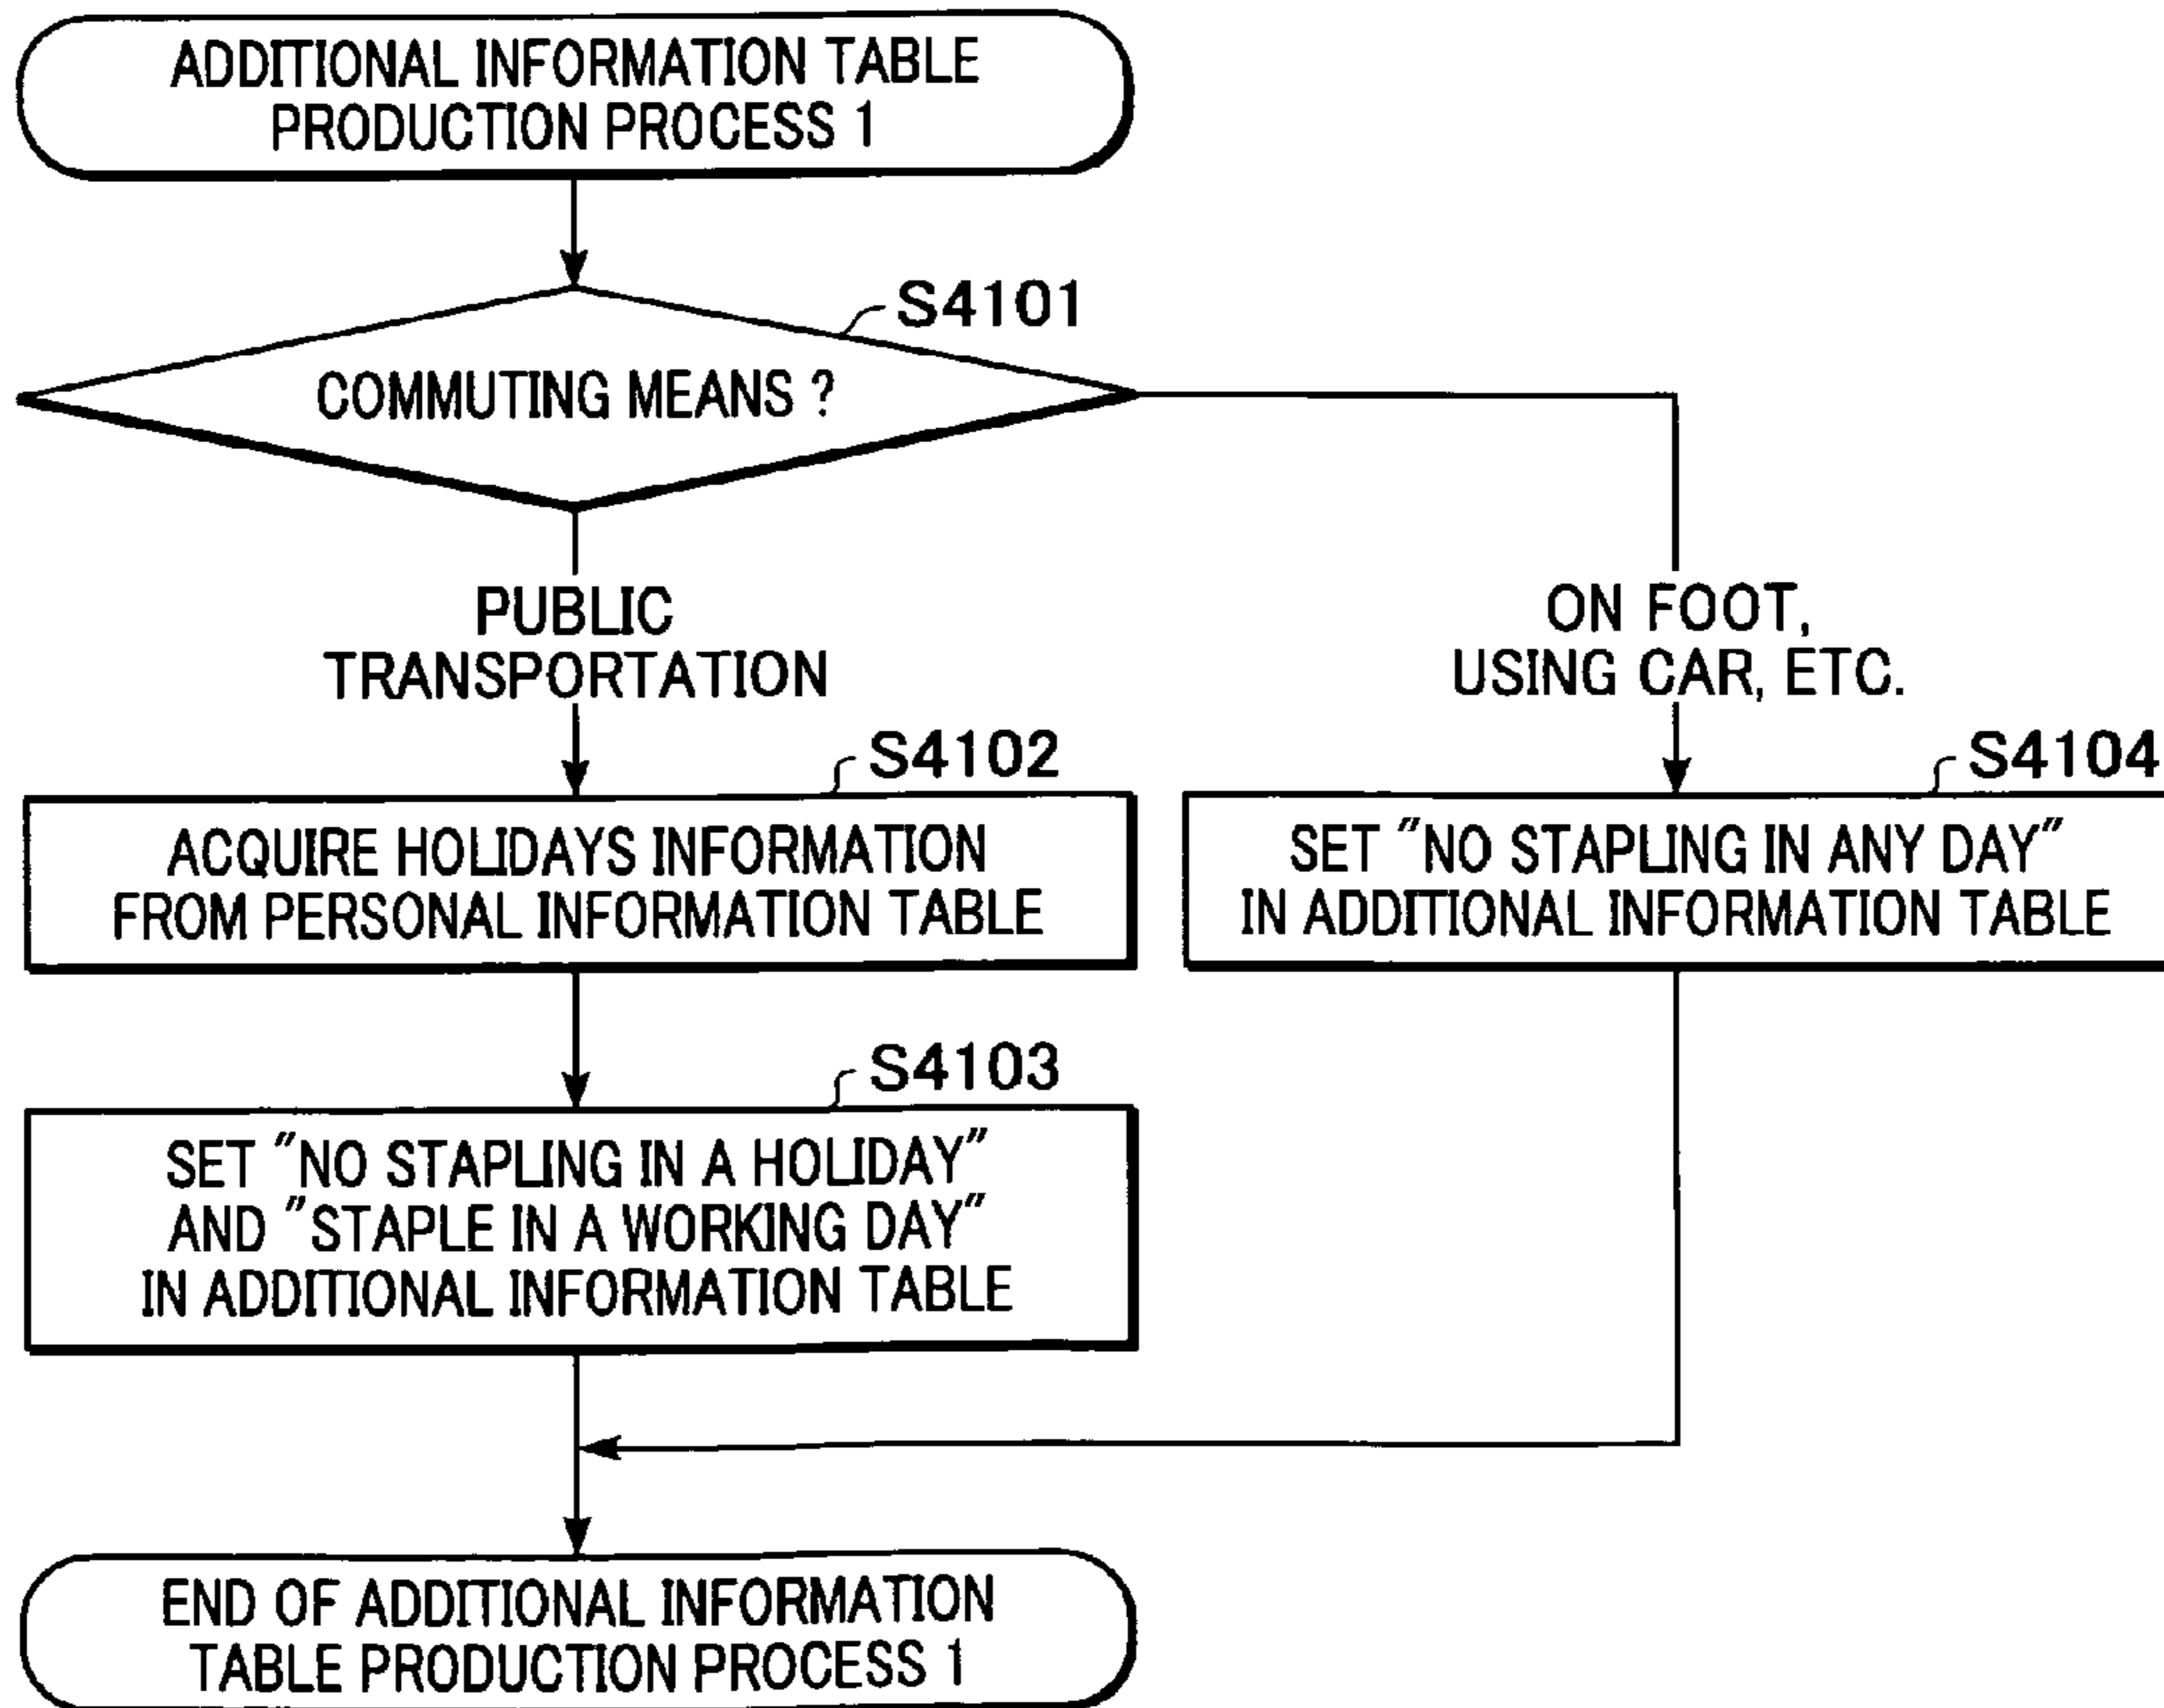 ADDITIONAL INFORMATION TABLE
PRODUCTION PROCESS 1
S4101
COMMUTING MEANS ?
PUBLIC
TRANSPORTATION
ON FOOT,
USING CAR, ETC.
S4102
ACQUIRE HOLIDAYS INFORMATION
FROM PERSONAL INFORMATION TABLE
S4104
SET "NO STAPLING IN ANY DAY"
IN ADDITIONAL INFORMATION TABLE
S4103
SET "NO STAPLING IN A HOLIDAY"
AND "STAPLE IN A WORKING DAY"
IN ADDITIONAL INFORMATION TABLE
END OF ADDITIONAL INFORMATION
TABLE PRODUCTION PROCESS 1